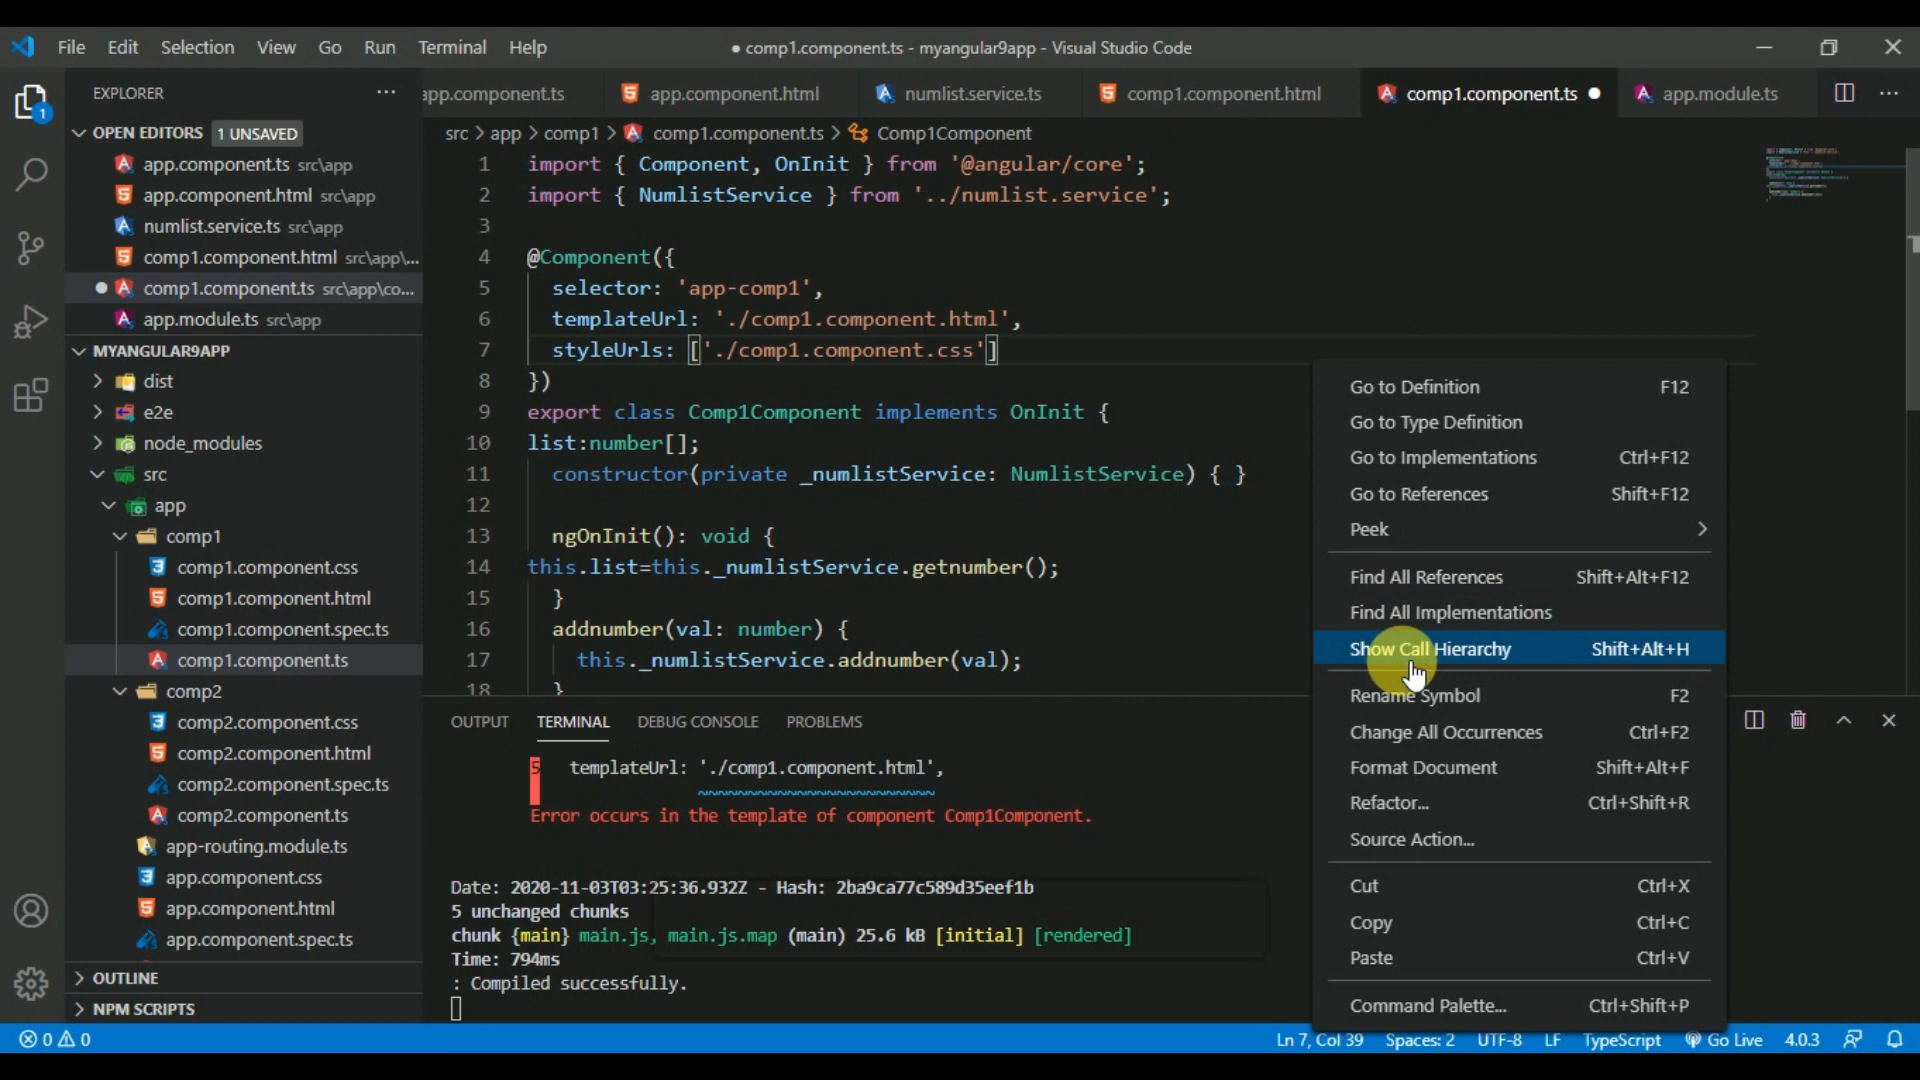 File Edit Selection View Go Run Terminal Help
● comp1.component.ts - myangular9app - Visual Studio Code
1
EXPLORER ···
app.component.ts
app.component.html
numlist.service.ts
comp1.component.html
comp1.component.ts ●
app.module.ts
OPEN EDITORS 1 UNSAVED
app.component.ts src\app
app.component.html src\app
numlist.service.ts src\app
comp1.component.html src\app\...
● comp1.component.ts src\app\co...
app.module.ts src\app
MYANGULAR9APP
dist
e2e
node_modules
src
app
comp1
comp1.component.css
comp1.component.html
comp1.component.spec.ts
comp1.component.ts
comp2
comp2.component.css
comp2.component.html
comp2.component.spec.ts
comp2.component.ts
app-routing.module.ts
app.component.css
app.component.html
app.component.spec.ts
OUTLINE
NPM SCRIPTS
src > app > comp1 > comp1.component.ts > Comp1Component
1 import { Component, OnInit } from '@angular/core';
2 import { NumlistService } from '../numlist.service';
3
4 @Component({
5 selector: 'app-comp1',
6 templateUrl: './comp1.component.html',
7 styleUrls: ['./comp1.component.css']
8 })
9 export class Comp1Component implements OnInit {
10 list:number[];
11 constructor(private _numlistService: NumlistService) { }
12
13 ngOnInit(): void {
14 this.list=this._numlistService.getnumber();
15 }
16 addnumber(val: number) {
17 this._numlistService.addnumber(val);
18 }
Go to Definition F12
Go to Type Definition
Go to Implementations Ctrl+F12
Go to References Shift+F12
Peek
Find All References Shift+Alt+F12
Find All Implementations
Show Call Hierarchy Shift+Alt+H
Rename Symbol F2
Change All Occurrences Ctrl+F2
Format Document Shift+Alt+F
Refactor... Ctrl+Shift+R
Source Action...
Cut Ctrl+X
Copy Ctrl+C
Paste Ctrl+V
Command Palette... Ctrl+Shift+P
OUTPUT TERMINAL DEBUG CONSOLE PROBLEMS
5 templateUrl: './comp1.component.html',
~~~~~~~~~~~~~~~~~~~~~~~~
Error occurs in the template of component Comp1Component.
Date: 2020-11-03T03:25:36.932Z - Hash: 2ba9ca77c589d35eef1b
5 unchanged chunks
chunk {main} main.js, main.js.map (main) 25.6 kB [initial] [rendered]
Time: 794ms
: Compiled successfully.
0 0
Ln 7, Col 39 Spaces: 2 UTF-8 LF TypeScript Go Live 4.0.3